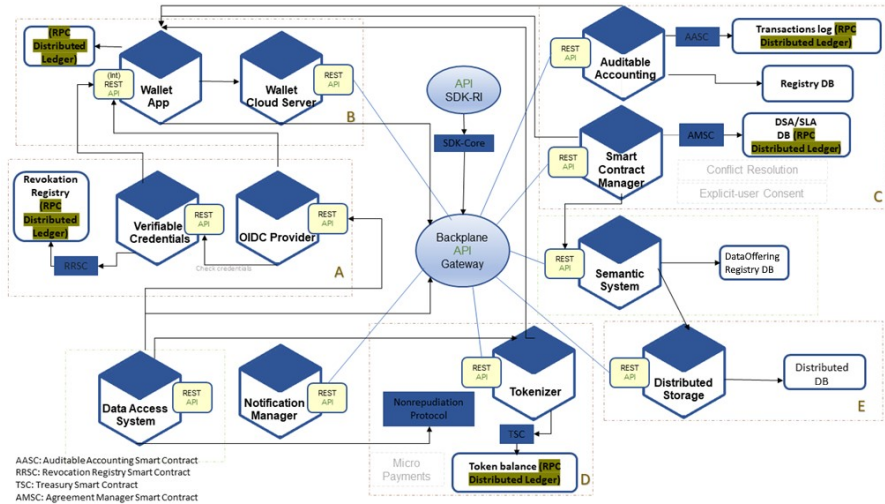 (RPC
Distributed
Ledger)
Wallet
App
(Int)
REST
API
Wallet
Cloud Server
REST
API
B
API
SDK-RI
SDK-Core
REST
API
Auditable
Accounting
AASC
Transactions log (RPC
Distributed Ledger)
Registry DB
REST
API
Smart
Contract
Manager
AMSC
DSA/SLA
DB (RPC
Distributed Ledger)
Conflict Resolution
Explicit-user Consent
C
Revokation
Registry
(RPC
Distributed
Ledger)
RRSC
Verifiable
Credentials
REST
API
OIDC Provider
REST
API
Check credentials
A
Backplane
API
Gateway
REST
API
Semantic
System
DataOffering
Registry DB
Data Access
System
REST
API
Notification
Manager
REST
API
Nonrepudiation
Protocol
REST
API
Tokenizer
TSC
Micro
Payments
Token balance (RPC
Distributed Ledger)
D
REST
API
Distributed
Storage
Distributed
DB
E
AASC: Auditable Accounting Smart Contract
RRSC: Revocation Registry Smart Contract
TSC: Treasury Smart Contract
AMSC: Agreement Manager Smart Contract